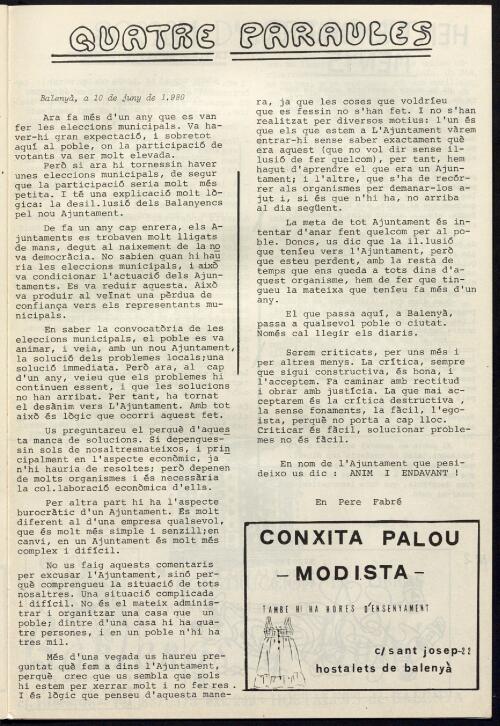 QUATRE PARAULES
Balenyà, a 10 de juny de 1.980
Ara fa més d'un any que es van
fer les eleccions municipals. Va ha-
ver-hi gran expectació, i sobretot
aquí al poble, on la participació de
votants va ser molt elevada.
Però si ara hi tornessin haver
unes eleccions municipals, de segur
que la participació seria molt més
petita. I té una explicació molt lò-
gica: la desil.lusió dels Balanyencs
pel nou Ajuntament.
De fa un any cap enrera, els A-
juntaments es trobaven molt lligats
de mans, degut al naixement de la no
va democràcia. No sabien quan hi hau
ria les eleccions municipals, i això
va condicionar l'actuació dels Ajun-
taments. Es va reduir aquesta. Això
va produir al veïnat una pèrdua de
confiança vers els representants mu-
nicipals.
En saber la convocatòria de les
eleccions municipals, el poble es va
animar, i veia, amb un nou Ajuntament,
la solució dels problemes locals;una
solució immediata. Però ara, al cap
d'un any, veieu que els problemes hi
continuen essent, i que le solucions
no han arribat. Per tant, ha tornat
el desànim vers L'Ajuntament. Amb tot
això és lògic que ocorri aquest fet.
Us preguntareu el perquè d'aques
ta manca de solucions. Si depengues-
sin sols de nosaltresmateixos, i prin
cipalment en l'aspecte econòmic, ja
n'hi hauria de resoltes; però depenen
de molts organismes i és necessària
la col.laboració econòmica d'ells.
Per altra part hi ha l'aspecte
burocràtic d'un Ajuntament. És molt
diferent al d'una empresa qualsevol,
que és molt més simple i senzill;en
canvi, en un Ajuntament és molt més
complex i difícil.
No us faig aquests comentaris
per excusar l'Ajuntament, sinó per-
què comprengueu la situació de tots
nosaltres. Una situació complicada
i difícil. No és el mateix adminis-
trar i organitzar una casa que un
poble; dintre d'una casa hi ha qua-
tre persones, i en un poble n'hi ha
tres mil.
Més d'una vegada us haureu pre-
guntat què fem a dins l'Ajuntament,
perquè crec que us sembla que sols
hi estem per xerrar molt i no fer res.
I és lògic que penseu d'aquesta mane-
ra, ja que les coses que voldríeu
que es fessin no s'han fet. I no s'han
realitzat per diversos motius: l'un és
que els que estem a L'Ajuntament vàrem
entrar-hi sense saber exactament què
era aquest (que no vol dir sense il-
lusió de fer quelcom), per tant, hem
hagut d'aprendre el que era un Ajun-
tament; i l'altre, que s'ha de recór-
rer als organismes per demanar-los a-
jut i, si és que n'hi ha, no arriba
al dia següent.
La meta de tot Ajuntament és in-
tentar d'anar fent quelcom per al po-
ble. Doncs, us dic que la il.lusió
que teníeu vers l'Ajuntament, però
que esteu perdent, amb la resta de
temps que ens queda a tots dins d'a-
quest organisme, hem de fer que tin-
gueu la mateixa que teníeu fa més d'un
any.
El que passa aquí, a Balenyà,
passa a qualsevol poble o ciutat.
Només cal llegir els diaris.
Serem criticats, per uns més i
per altres menys. La crítica, sempre
que sigui constructiva, és hona, i
l'acceptem. Fa caminar amb rectitud
i obrar amb justícia. La que mai ac-
ceptarem és la crítica destructiva ,
la sense fonaments, la fàcil, l'ego-
ista, perquè no porta a cap lloc.
Criticar és fàcil, solucionar proble-
mes no és fàcil.
En nom de l'Ajuntament que pesi-
deixo us dic : ANIM I ENDAVANT !
En Pere Fabré
CONXITA PALOU
- MODISTA -
TAMBÉ HI HA HORES D'ENSENYAMENT
c/sant josep-22
hostalets de balenyà